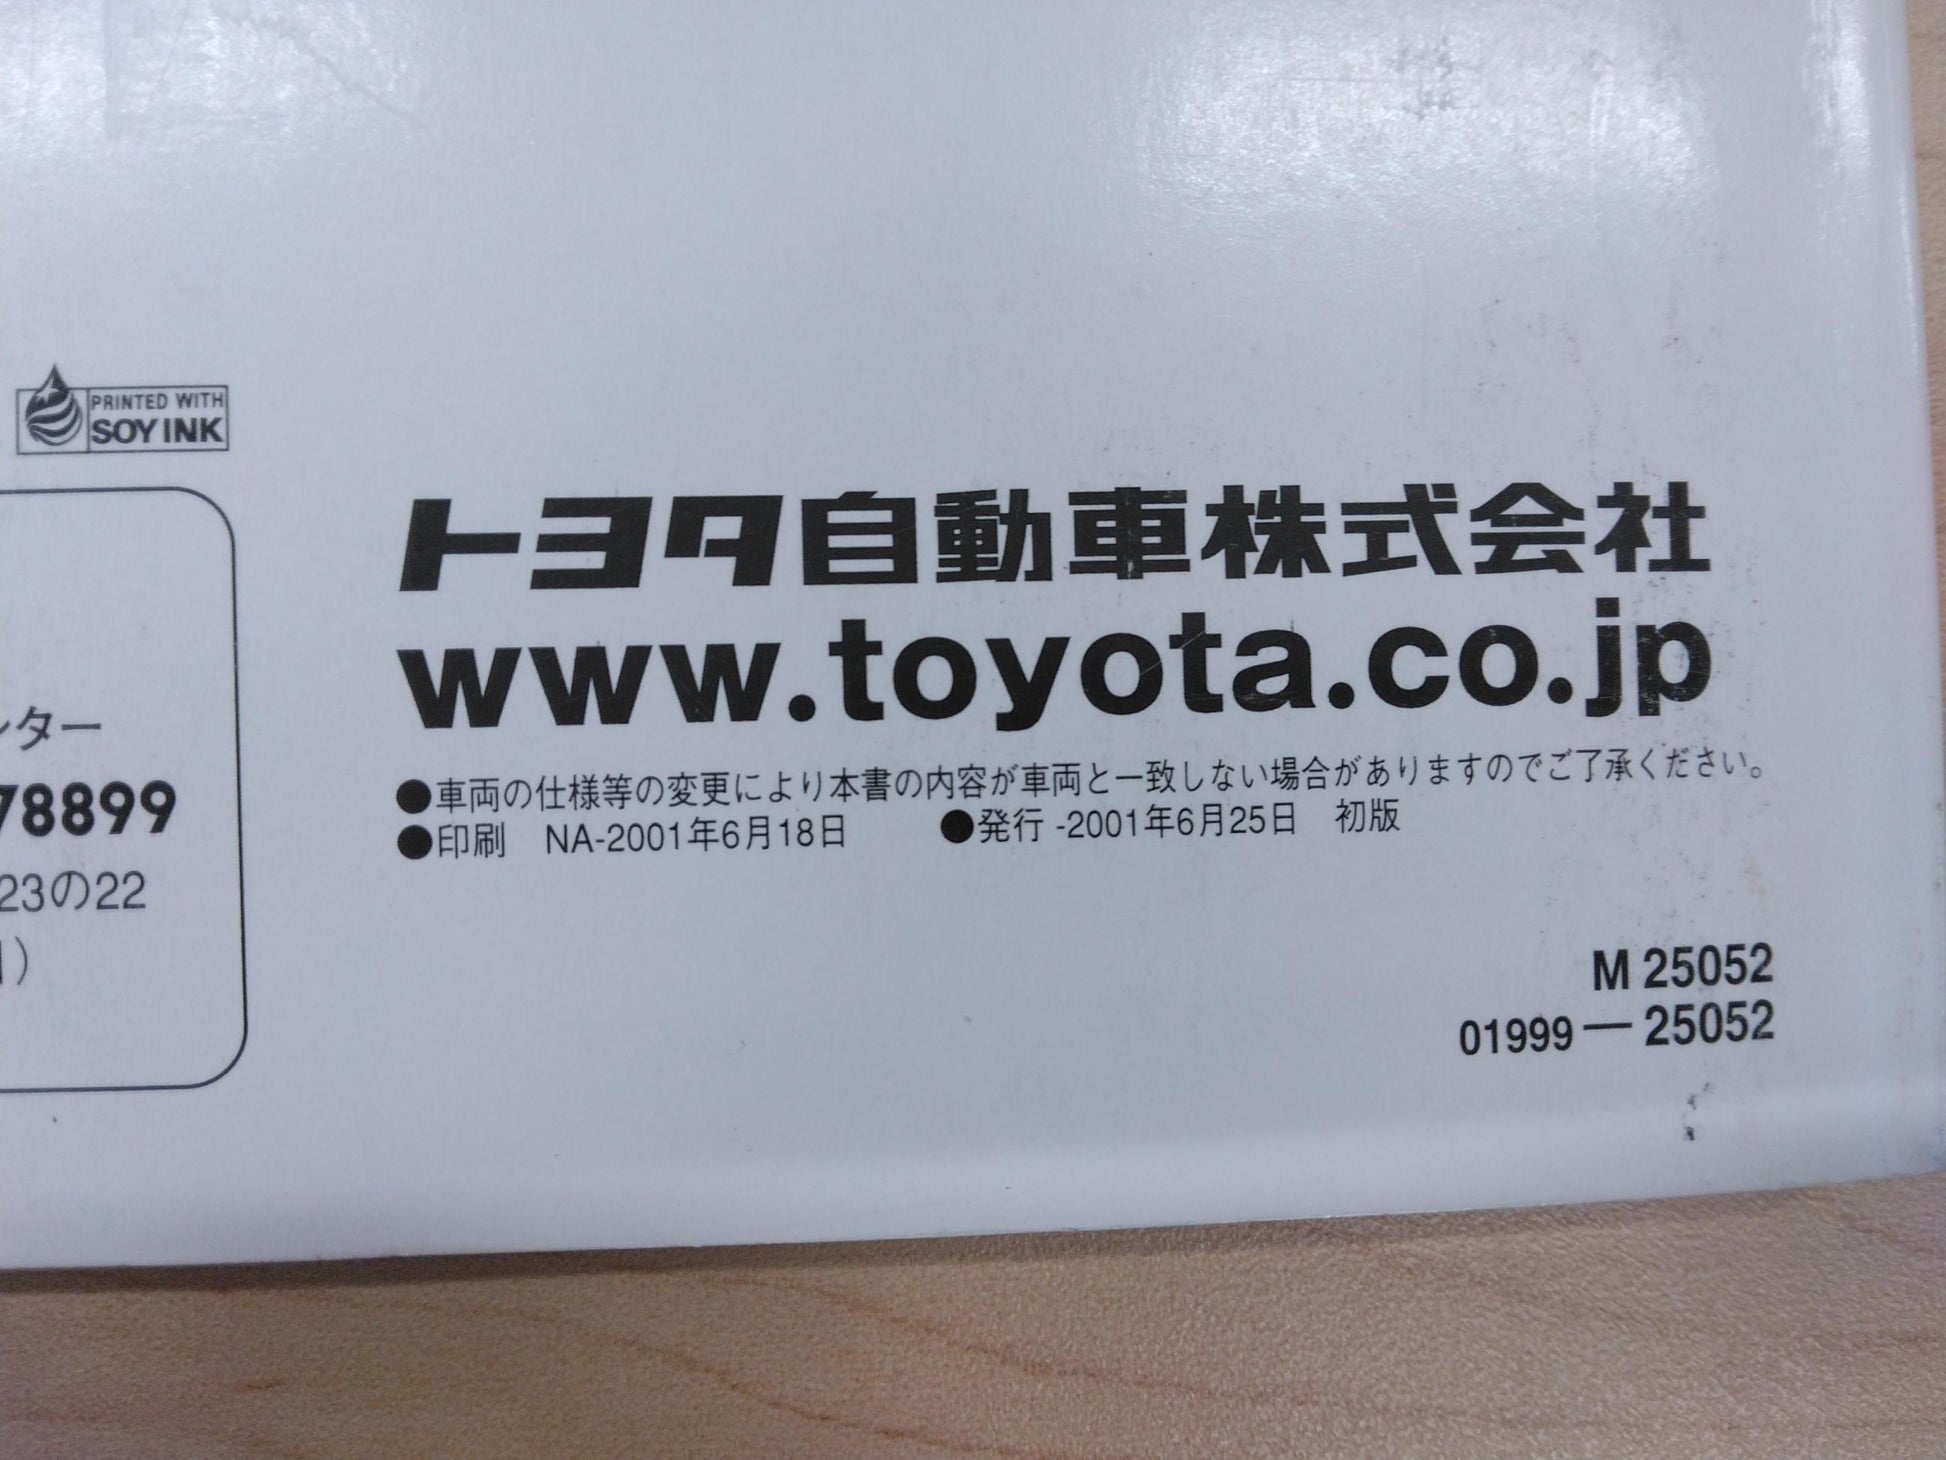 PRINTED WITH
SOY INK
ンター
78899
23の22
トヨタ自動車株式会社
www.toyota.co.jp
●車両の仕様等の変更により本書の内容が車両と一致しない場合がありますのでご了承ください。
●印刷　NA-2001年6月18日　　●発行 -2001年6月25日　初版
M 25052
01999－25052